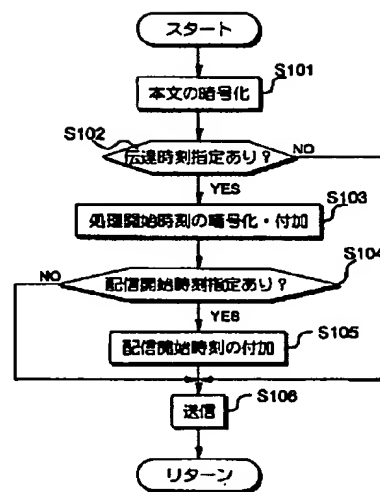 スタート
S101
本文の暗号化
S102
伝達時刻指定あり？
NO
YES
S103
処理開始時刻の暗号化・付加
S104
NO
配信開始時刻指定あり？
YES
S105
配信開始時刻の付加
S106
送信
リターン